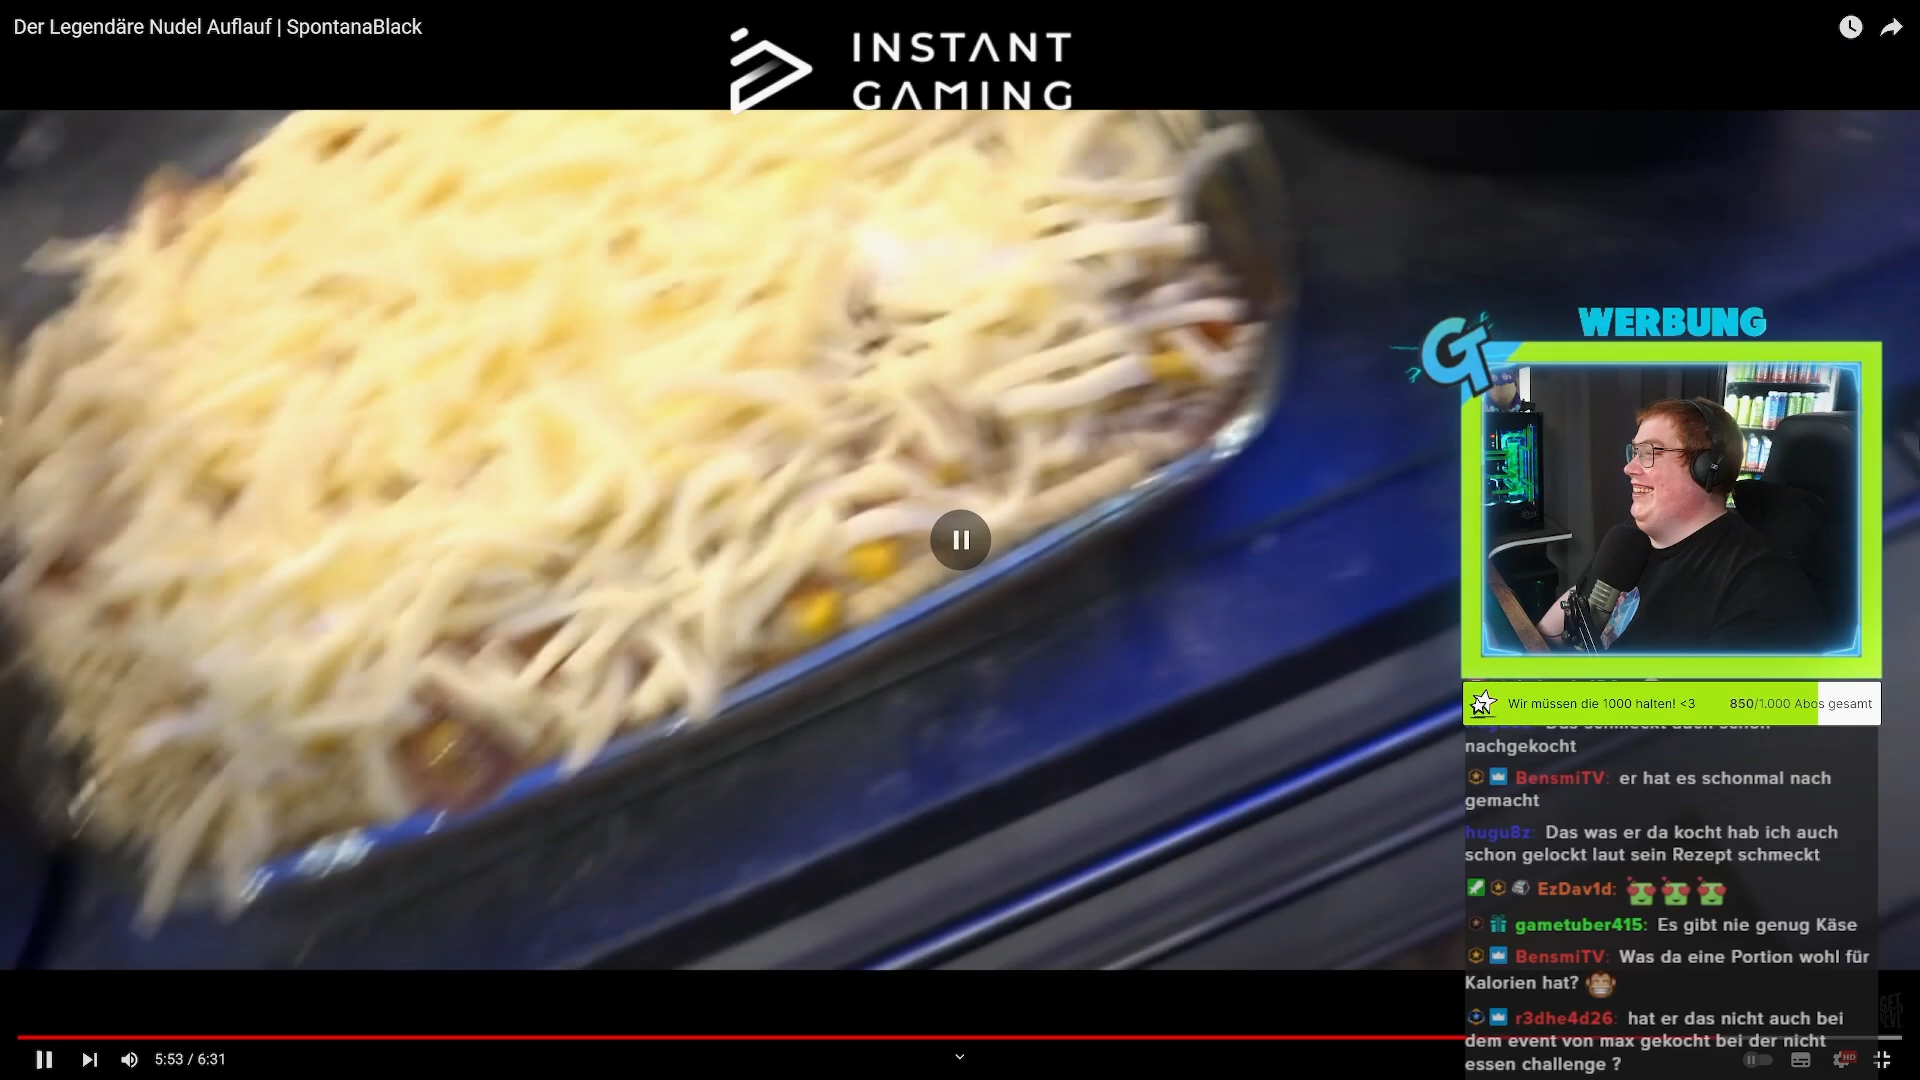 Der Legendäre Nudel Auflauf | SpontanaBlack
INSTANT
GAMING
WERBUNG
GT
Wir müssen die 1000 halten! <3 850/1.000 Abos gesamt
nachgekocht
BensmiTV: er hat es schonmal nach
gemacht
hugu8z: Das was er da kocht hab ich auch
schon gelockt laut sein Rezept schmeckt
EzDav1d:
gametuber415: Es gibt nie genug Käse
BensmiTV: Was da eine Portion wohl für
Kalorien hat?
r3dhe4d26: hat er das nicht auch bei
dem event von max gekocht bei der nicht
essen challenge ?
5:53 / 6:31
HD